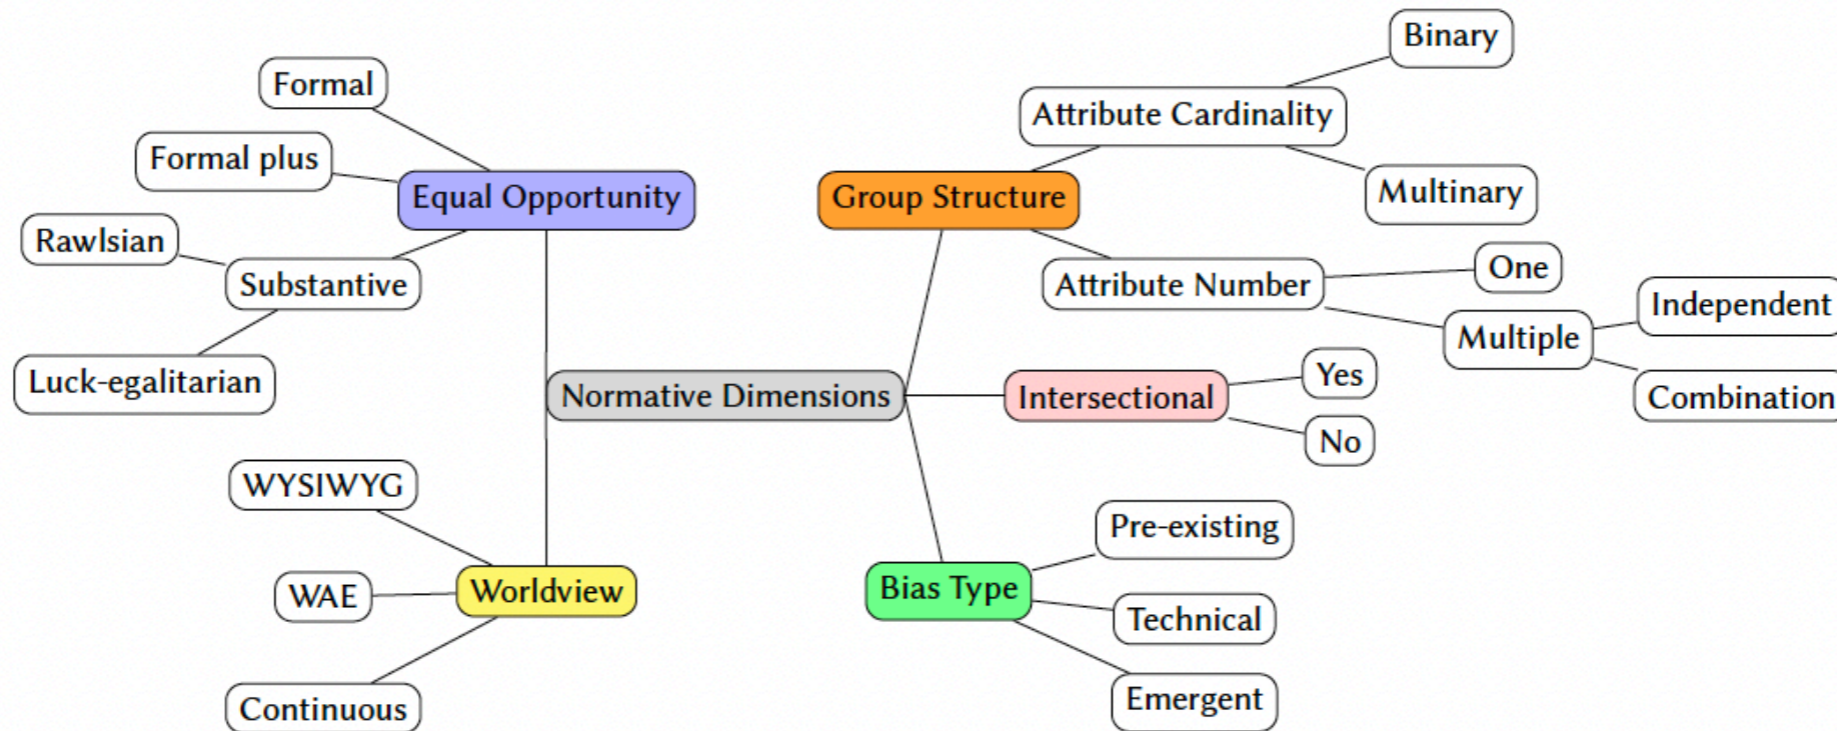 Binary
Formal
Attribute Cardinality
Formal plus
Equal Opportunity
Group Structure
Multinary
Rawlsian
Substantive
Attribute Number
One
Independent
Multiple
Luck-egalitarian
Normative Dimensions
Intersectional
Yes
Combination
No
WYSIWYG
Pre-existing
WAE
Worldview
Bias Type
Technical
Continuous
Emergent